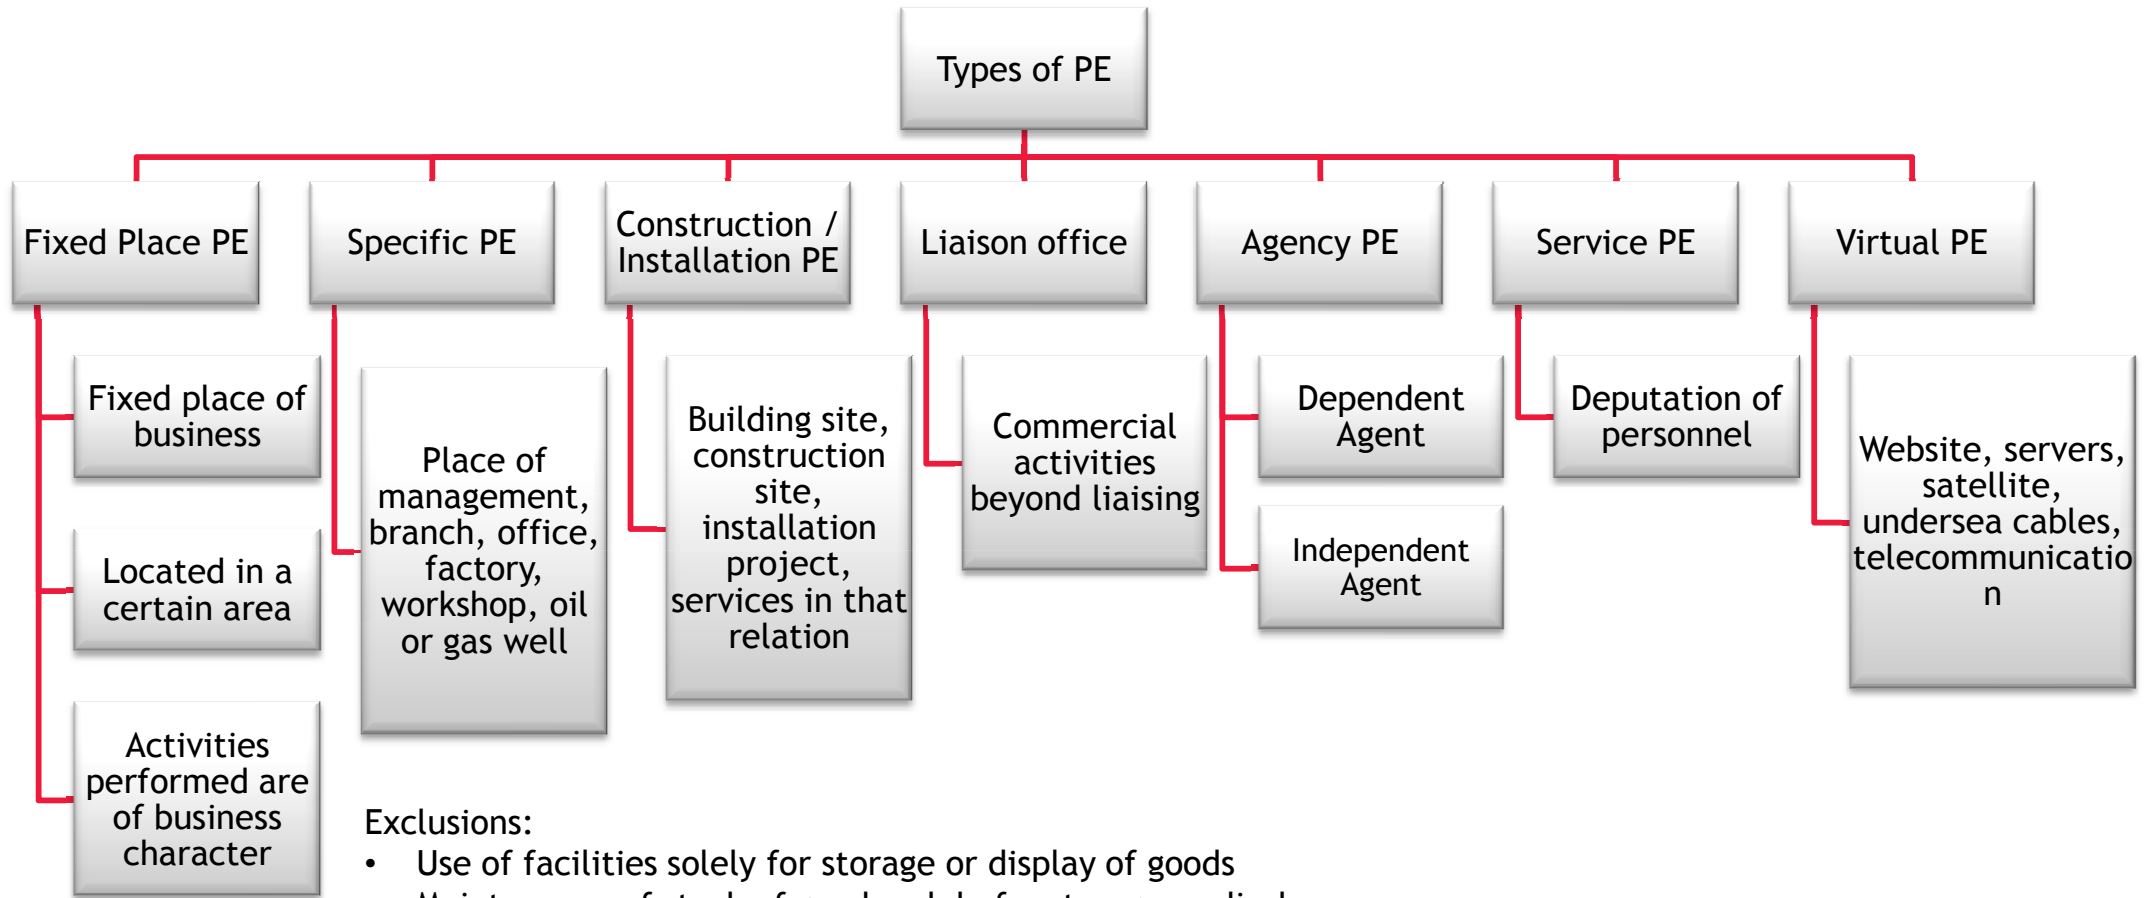 Types of PE
Fixed Place PE
Specific PE
Construction /
Installation PE
Liaison office
Agency PE
Service PE
Virtual PE
Fixed place of
business
Located in a
certain area
Activities
performed are
of business
character
Place of
management,
branch, office,
factory,
workshop, oil
or gas well
Building site,
construction
site,
installation
project,
services in that
relation
Commercial
activities
beyond liaising
Dependent
Agent
Independent
Agent
Deputation of
personnel
Website, servers,
satellite,
undersea cables,
telecommunicatio
n
Exclusions:
• Use of facilities solely for storage or display of goods